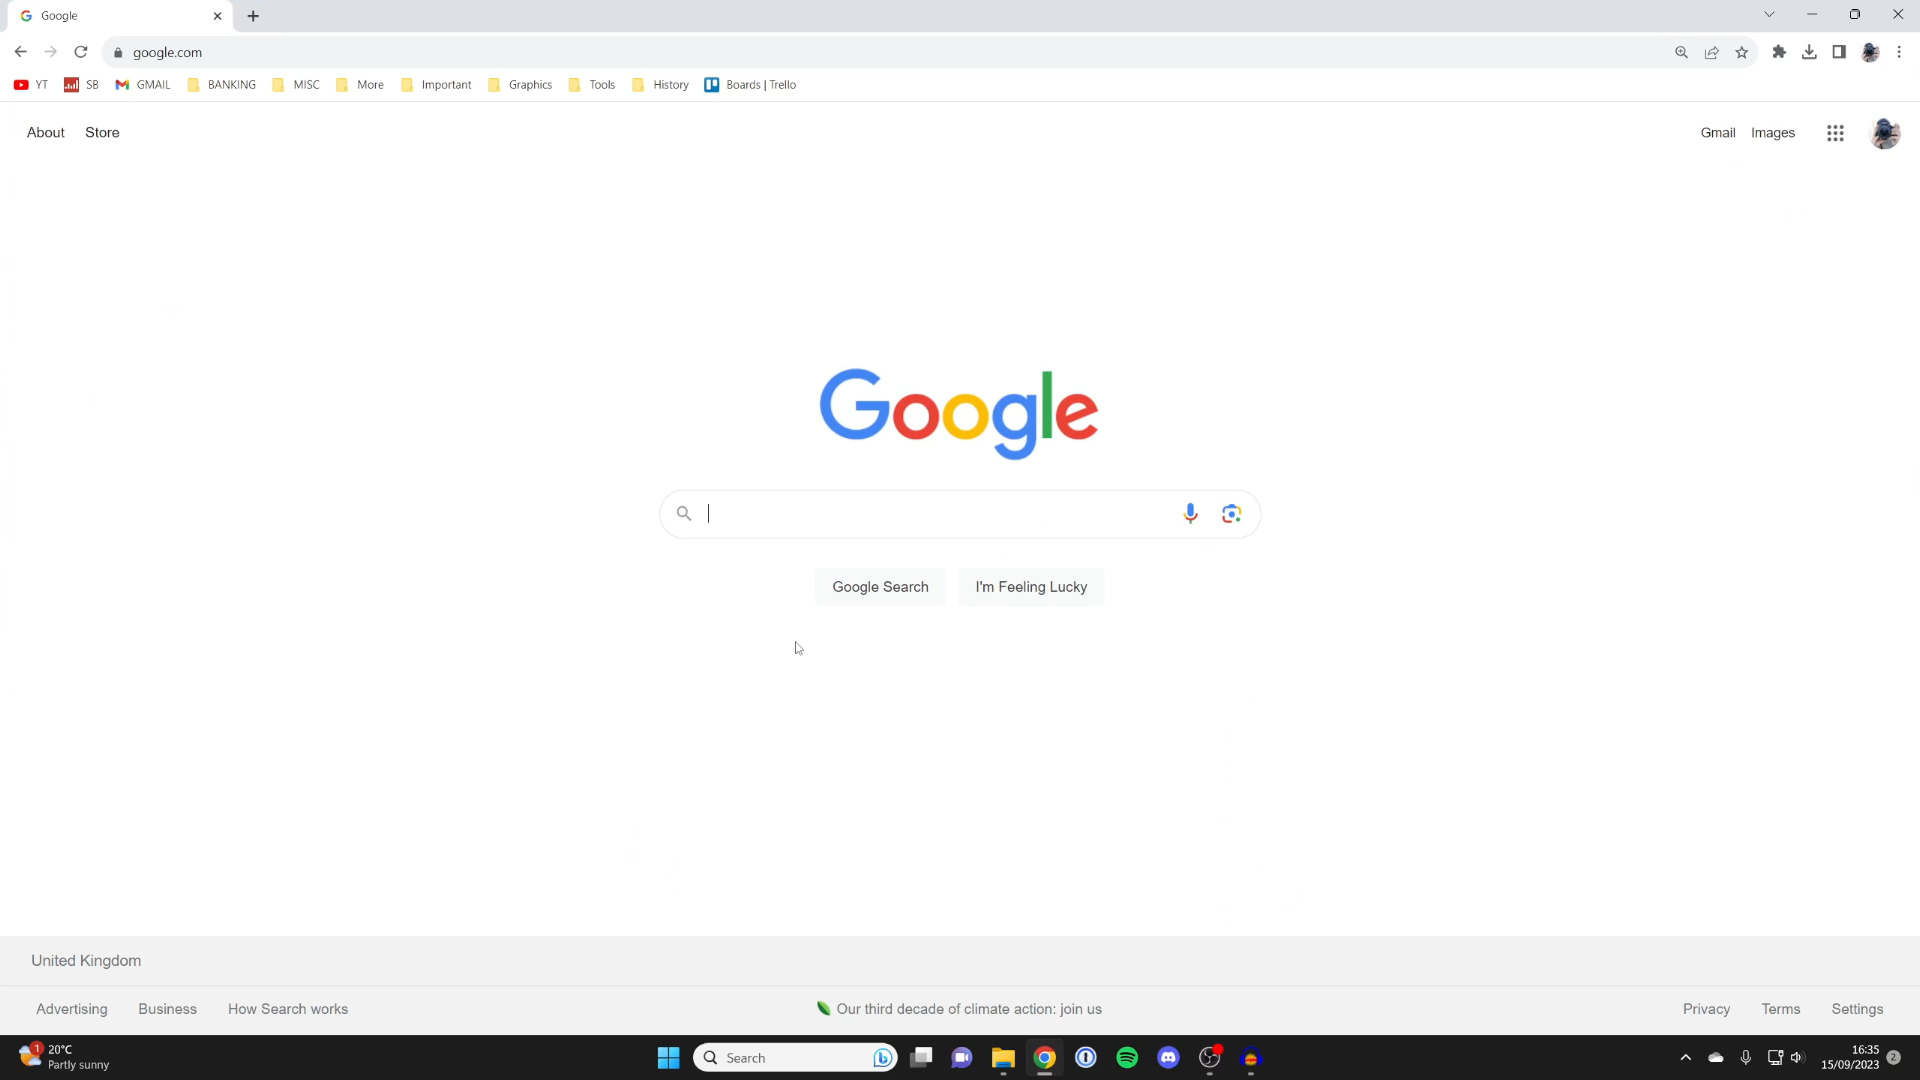 Google
google.com
YT SB GMAIL BANKING MISC More Important Graphics Tools History Boards | Trello
About Store Gmail Images
Google
Google Search I'm Feeling Lucky
United Kingdom
Advertising Business How Search works Our third decade of climate action: join us Privacy Terms Settings
1 20°C
Partly sunny
Search
16:35
15/09/2023
2